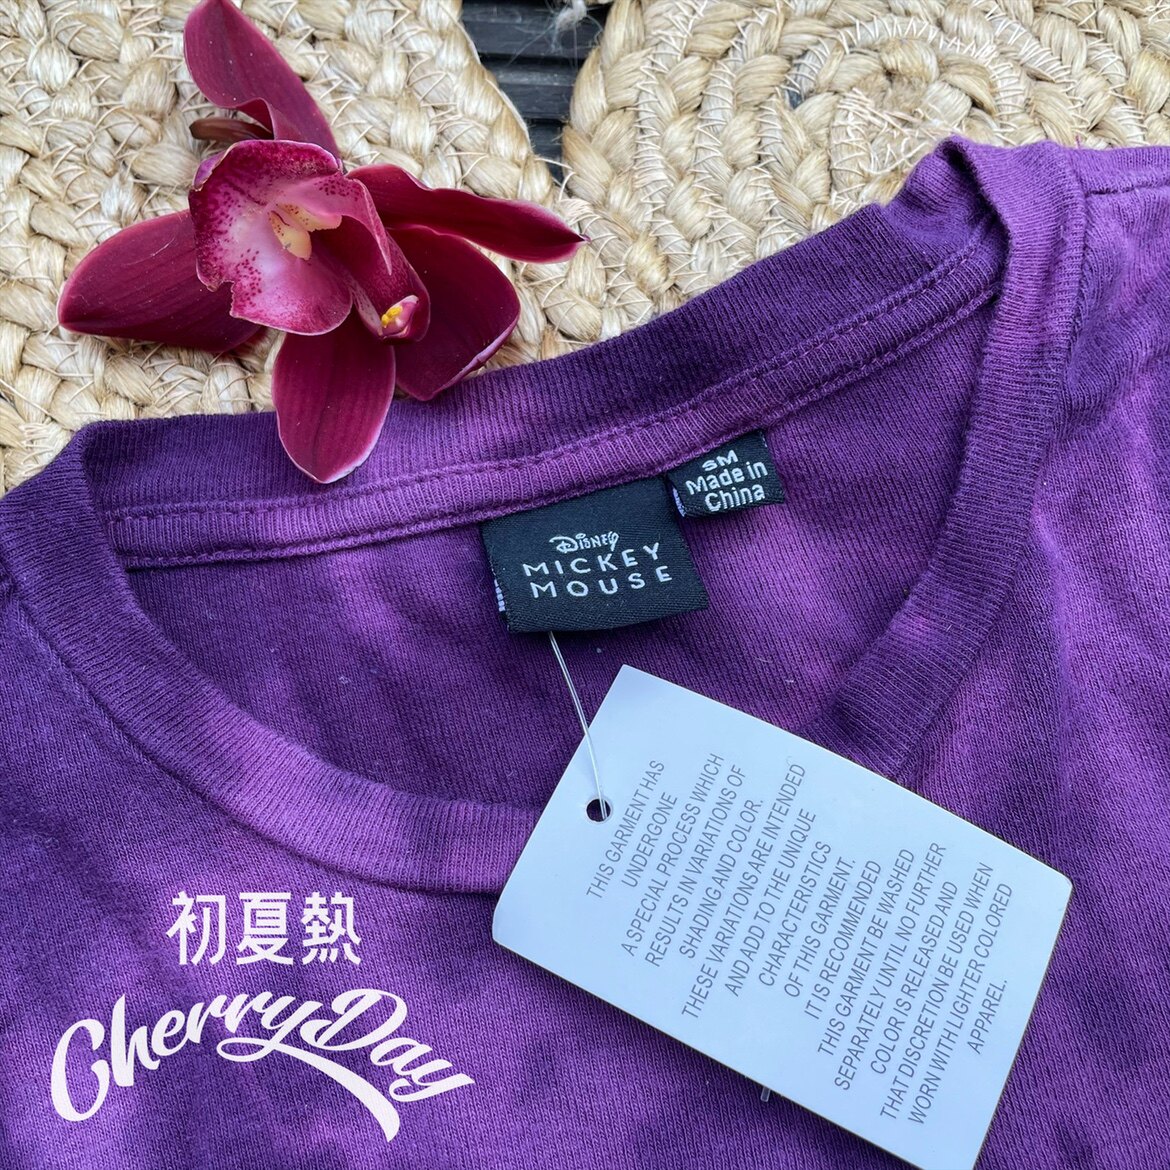 SM
Made in
China
Disney
MICKEY
MOUSE
THIS GARMENT HAS
UNDERGONE
A SPECIAL PROCESS WHICH
RESULTS IN VARIATIONS OF
SHADING AND COLOR.
THESE VARIATIONS ARE INTENDED
AND ADD TO THE UNIQUE
CHARACTERISTICS
OF THIS GARMENT.
IT IS RECOMMENDED
THIS GARMENT BE WASHED
SEPARATELY UNTIL NO FURTHER
COLOR IS RELEASED AND
THAT DISCRETION BE USED WHEN
WORN WITH LIGHTER COLORED
APPAREL.
初夏熱
CherryDay